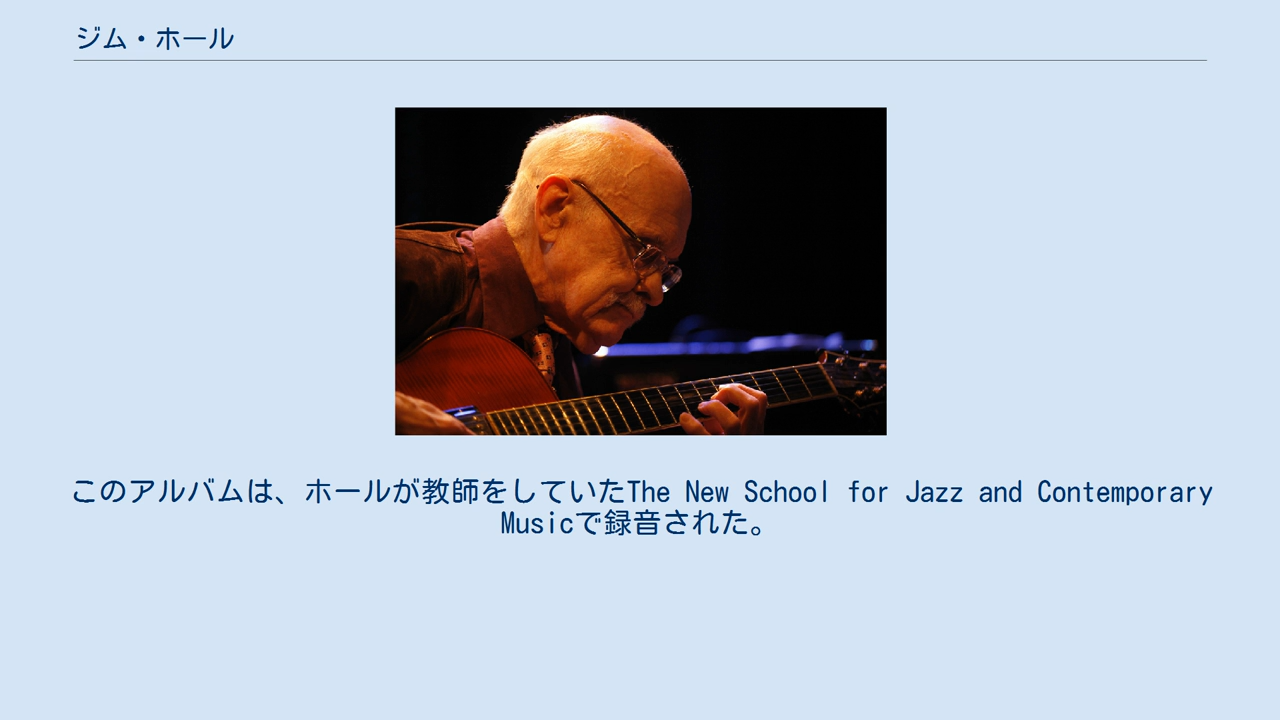 ジム・ホール
このアルバムは、ホールが教師をしていたThe New School for Jazz and Contemporary
Musicで録音された。